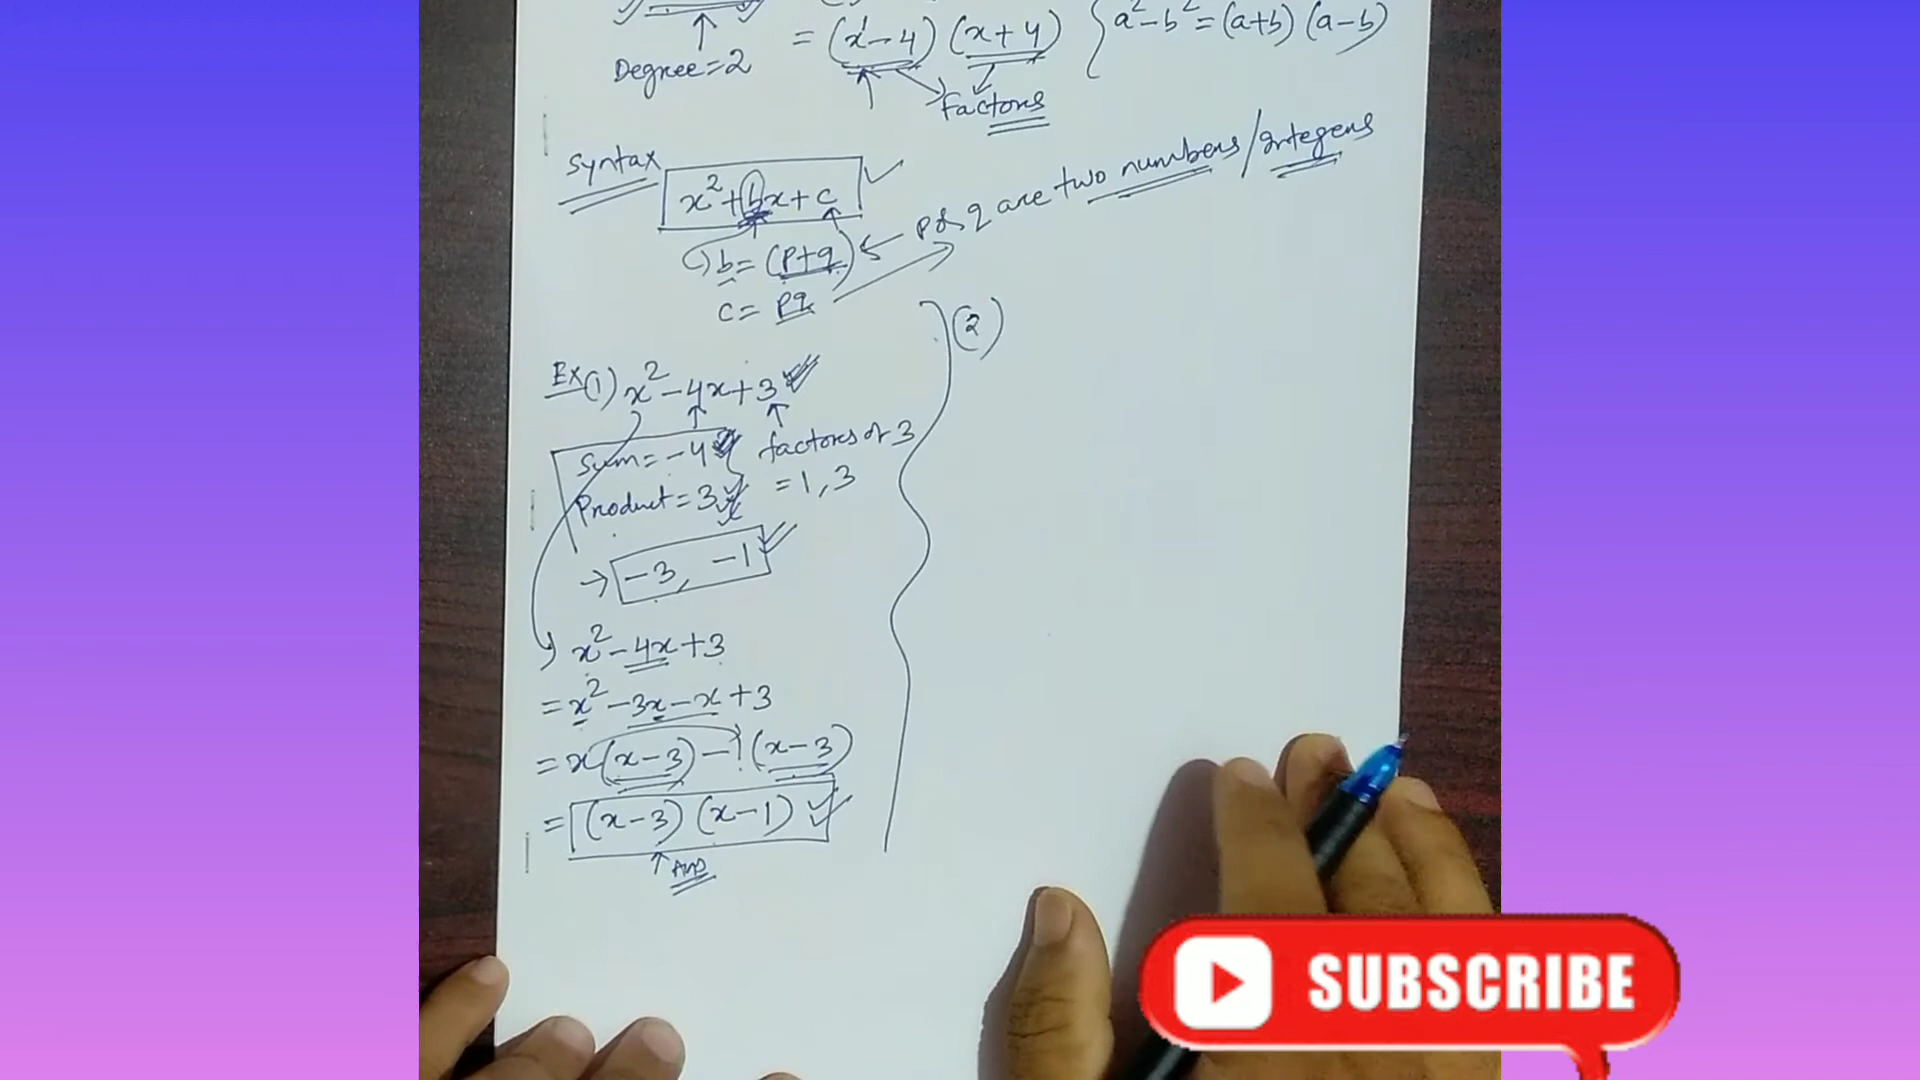 Degree=2
= (x-4) (x+4)
a²-b² = (a+b) (a-b)
Factors
Syntax
x²+bx+c
b= (p+q)
c= pq
p & q are two numbers/integers
Ex (1) x²-4x+3
Sum= -4
Product= 3
factors of 3
= 1, 3
→ -3, -1
x²-4x+3
= x²-3x-x+3
= x(x-3)-1(x-3)
= (x-3) (x-1)
Ans
(2)
SUBSCRIBE